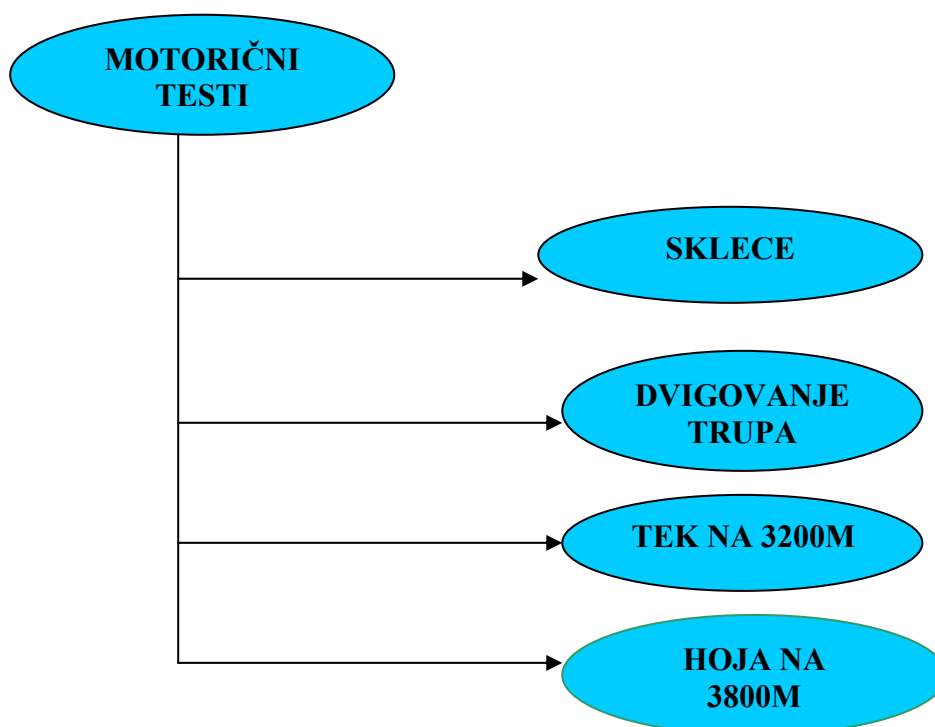 MOTORIČNI
TESTI
SKLECE
DVIGOVANJE
TRUPA
TEK NA 3200M
HOJA NA
3800M